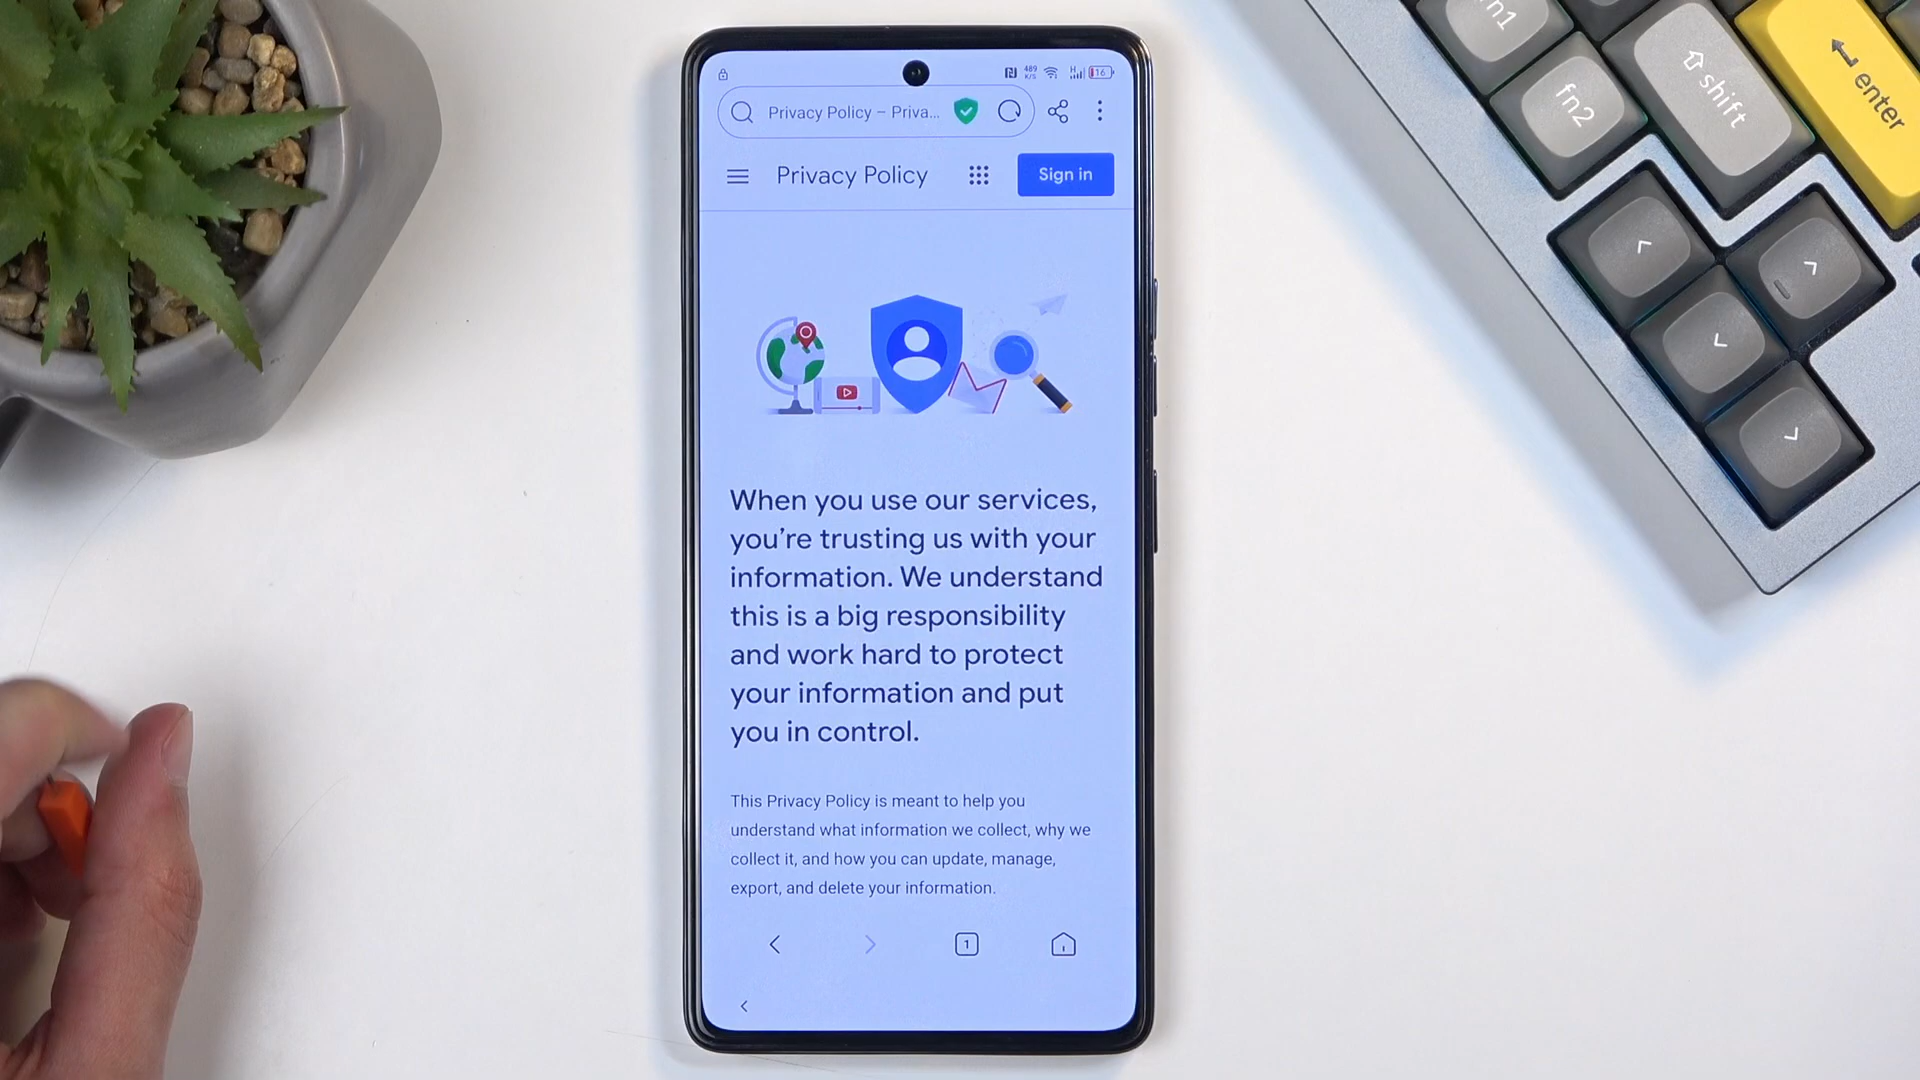 489
K/S
H
16
Privacy Policy – Priva...
Privacy Policy
Sign in
When you use our services,
you’re trusting us with your
information. We understand
this is a big responsibility
and work hard to protect
your information and put
you in control.
This Privacy Policy is meant to help you
understand what information we collect, why we
collect it, and how you can update, manage,
export, and delete your information.
1
fn1
fn2
shift
enter